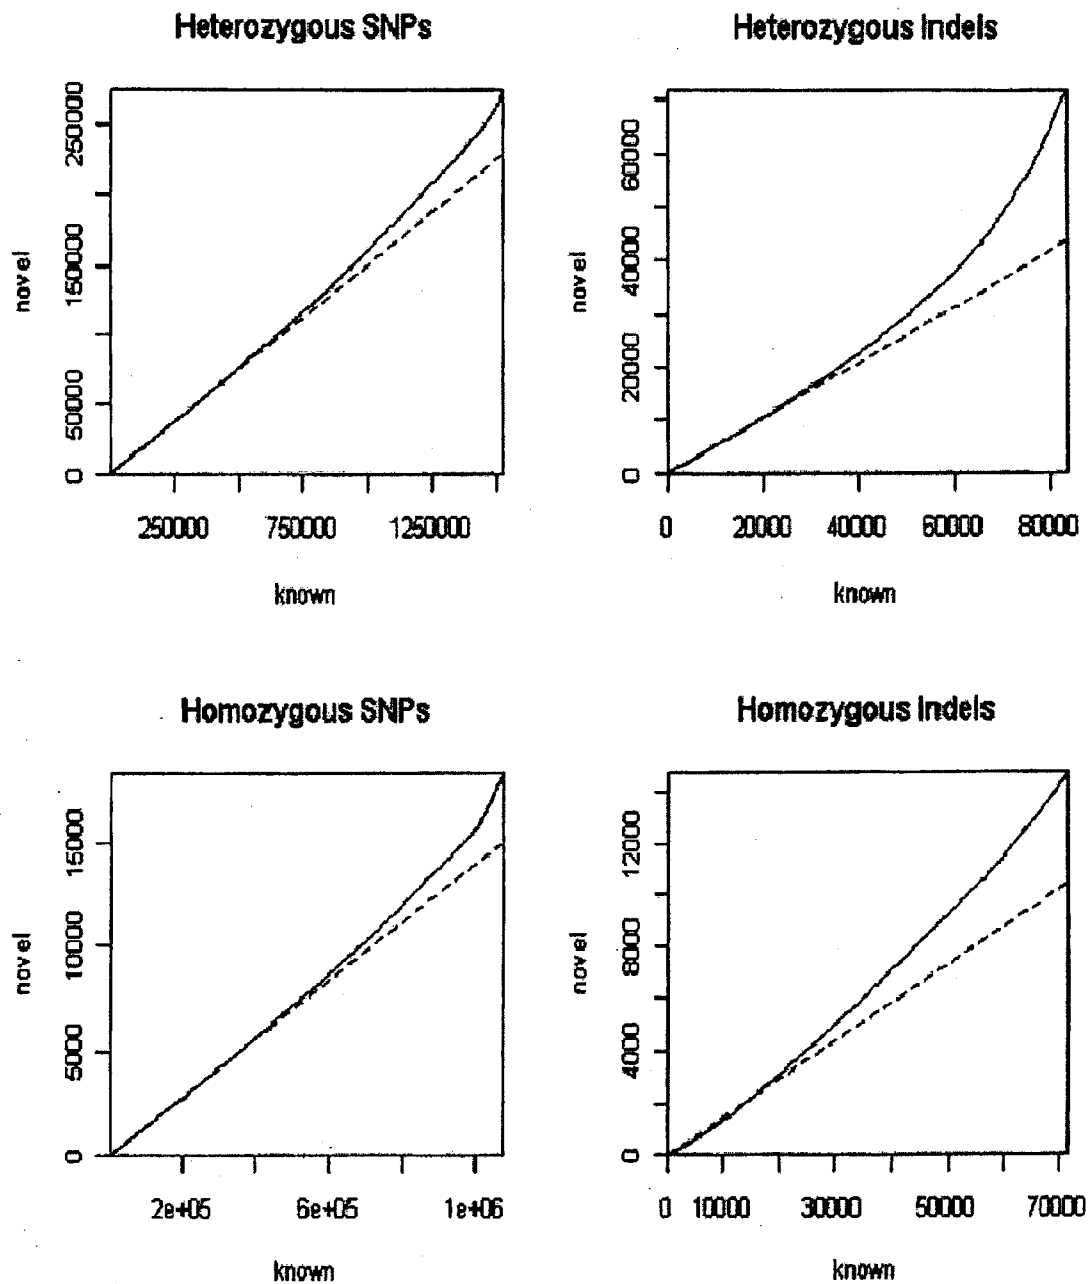 Heterozygous SNPs
novel
0
50000
150000
250000
250000
750000
1250000
known
Heterozygous Indels
novel
0
20000
40000
60000
0
20000
40000
60000
80000
known
Homozygous SNPs
novel
0
5000
10000
15000
2e+05
6e+05
1e+06
known
Homozygous Indels
novel
0
4000
8000
12000
0
10000
30000
50000
70000
known